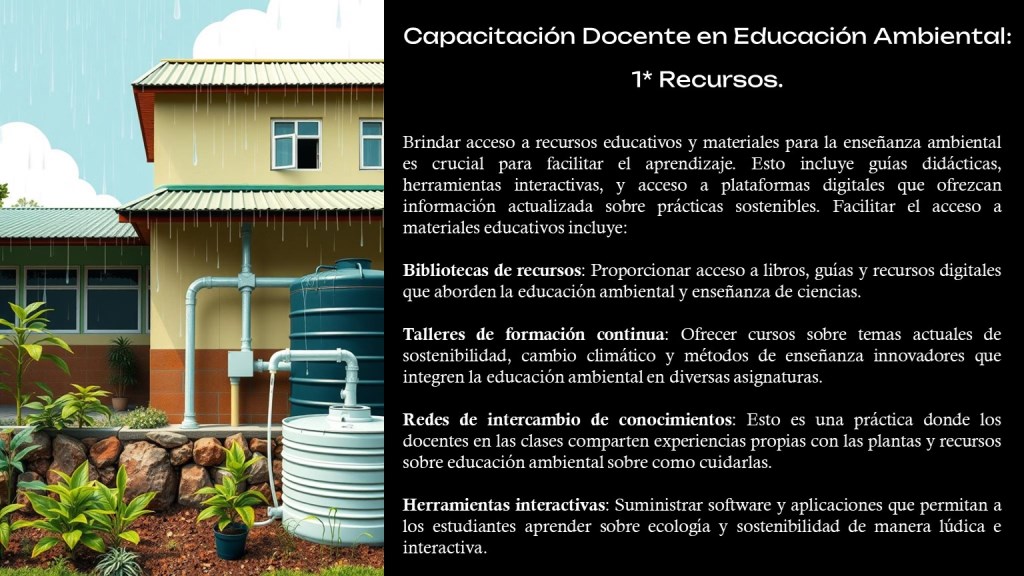 Capacitación Docente en Educación Ambiental:
1* Recursos.
Brindar acceso a recursos educativos y materiales para la enseñanza ambiental
es crucial para facilitar el aprendizaje. Esto incluye guías didácticas,
herramientas interactivas, y acceso a plataformas digitales que ofrezcan
información actualizada sobre prácticas sostenibles. Facilitar el acceso a
materiales educativos incluye:
Bibliotecas de recursos: Proporcionar acceso a libros, guías y recursos digitales
que aborden la educación ambiental y enseñanza de ciencias.
Talleres de formación continua: Ofrecer cursos sobre temas actuales de
sostenibilidad, cambio climático y métodos de enseñanza innovadores que
integren la educación ambiental en diversas asignaturas.
Redes de intercambio de conocimientos: Esto es una práctica donde los
docentes en las clases comparten experiencias propias con las plantas y recursos
sobre educación ambiental sobre como cuidarlas.
Herramientas interactivas: Suministrar software y aplicaciones que permitan a
los estudiantes aprender sobre ecología y sostenibilidad de manera lúdica e
interactiva.